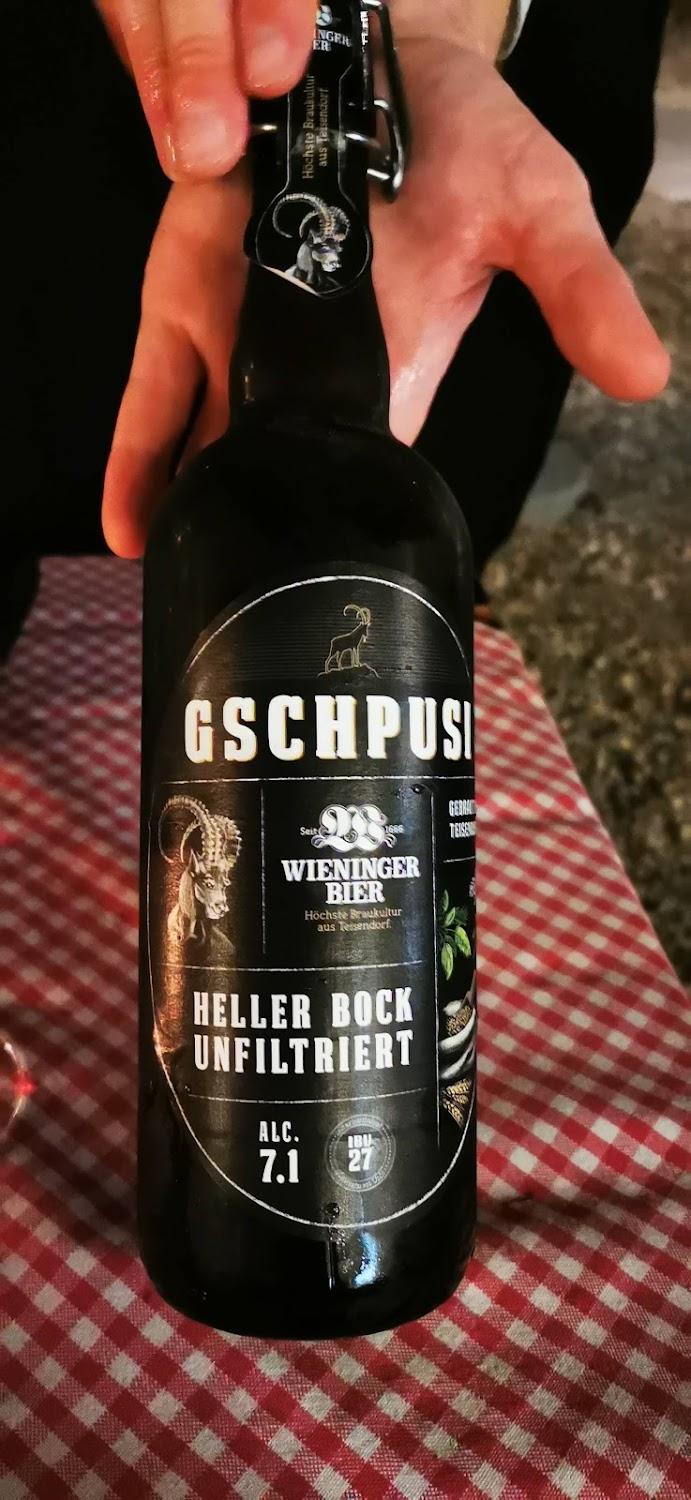 BIER
Höchste Braukultur
aus Teisendorf.
GSCHPUSI
Seit 1666
WIENINGER
BIER
Höchste Braukultur
aus Teisendorf.
HELLER BOCK
UNFILTRIERT
ALC.
7.1
IBU
27